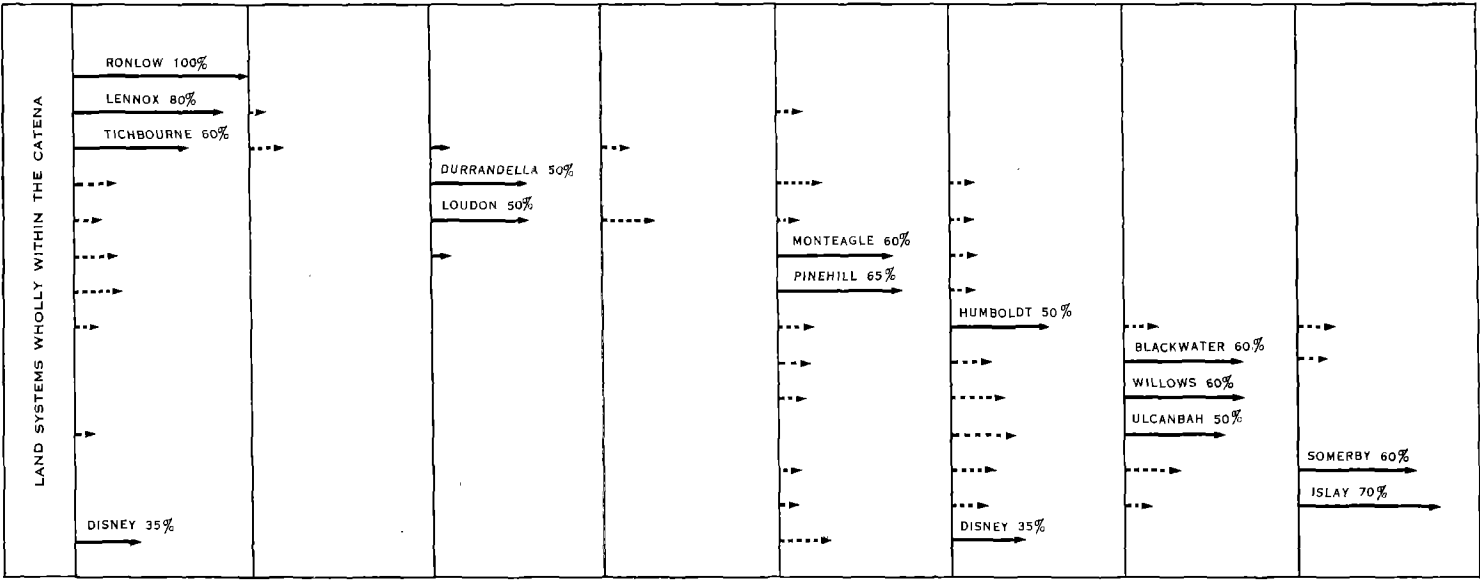 LAND SYSTEMS WHOLLY WITHIN THE CATENA
RONLOW 100%
LENNOX 80%
TICHBOURNE 60%
DURRANDELLA 50%
LOUDON 50%
MONTEAGLE 60%
PINEHILL 65%
HUMBOLDT 50%
BLACKWATER 60%
WILLOWS 60%
ULCANBAH 50%
SOMERBY 60%
ISLAY 70%
DISNEY 35%
DISNEY 35%